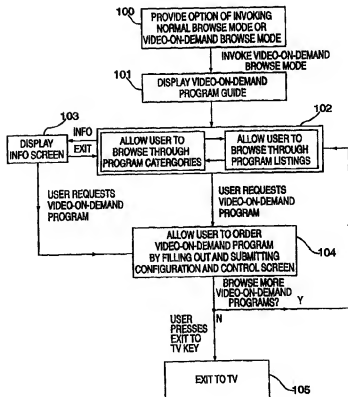 100
PROVIDE OPTION OF INVOKING
NORMAL BROWSE MODE OR
VIDEO-ON-DEMAND BROWSE MODE
INVOKE VIDEO-ON-DEMAND
BROWSE MODE
101
DISPLAY VIDEO-ON-DEMAND
PROGRAM GUIDE
102
103
INFO
DISPLAY
INFO SCREEN
EXIT
ALLOW USER TO
BROWSE THROUGH
PROGRAM CATERGORIES
ALLOW USER TO
BROWSE THROUGH
PROGRAM LISTINGS
USER REQUESTS
VIDEO-ON-DEMAND
PROGRAM
USER REQUESTS
VIDEO-ON-DEMAND
PROGRAM
ALLOW USER TO ORDER
VIDEO-ON-DEMAND PROGRAM
BY FILLING OUT AND SUBMITTING
CONFIGURATION AND CONTROL SCREEN
104
BROWSE MORE
VIDEO-ON-DEMAND
PROGRAMS?
Y
N
USER
PRESSES
EXIT TO
TV KEY
EXIT TO TV
105